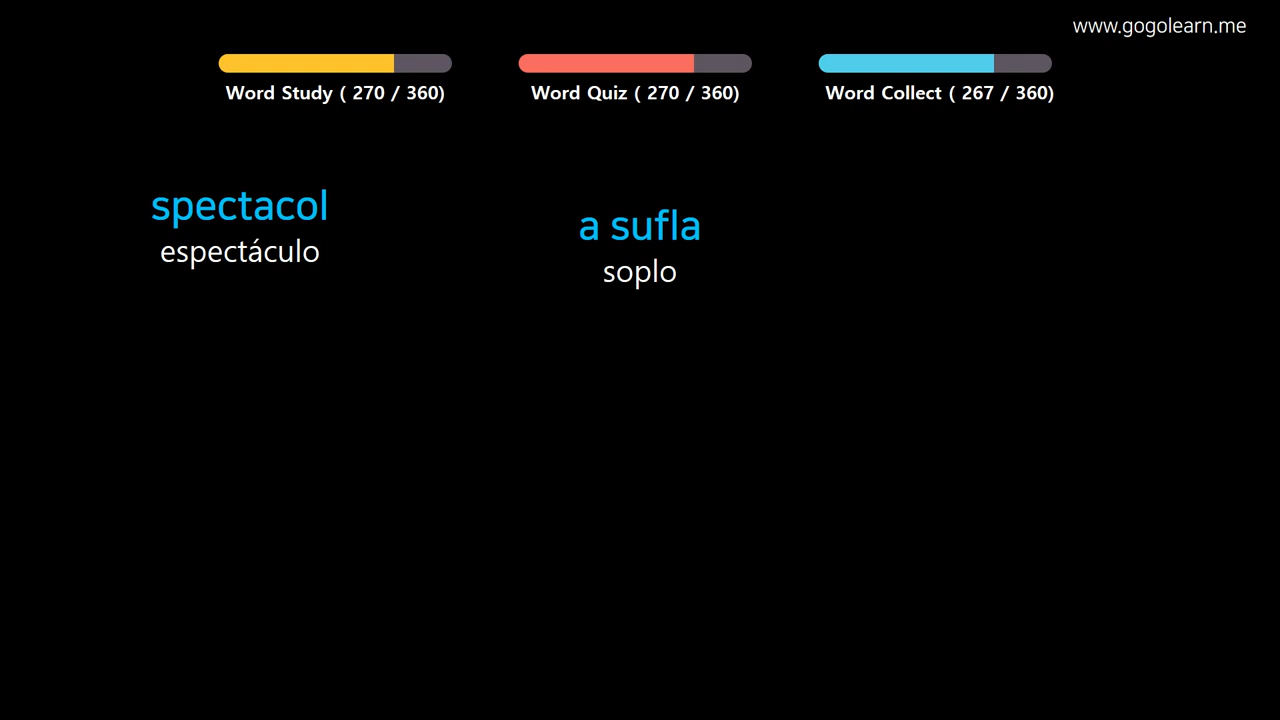 www.gogolearn.me
Word Study ( 270 / 360)
Word Quiz ( 270 / 360)
Word Collect ( 267 / 360)
spectacol
espectáculo
a sufla
soplo